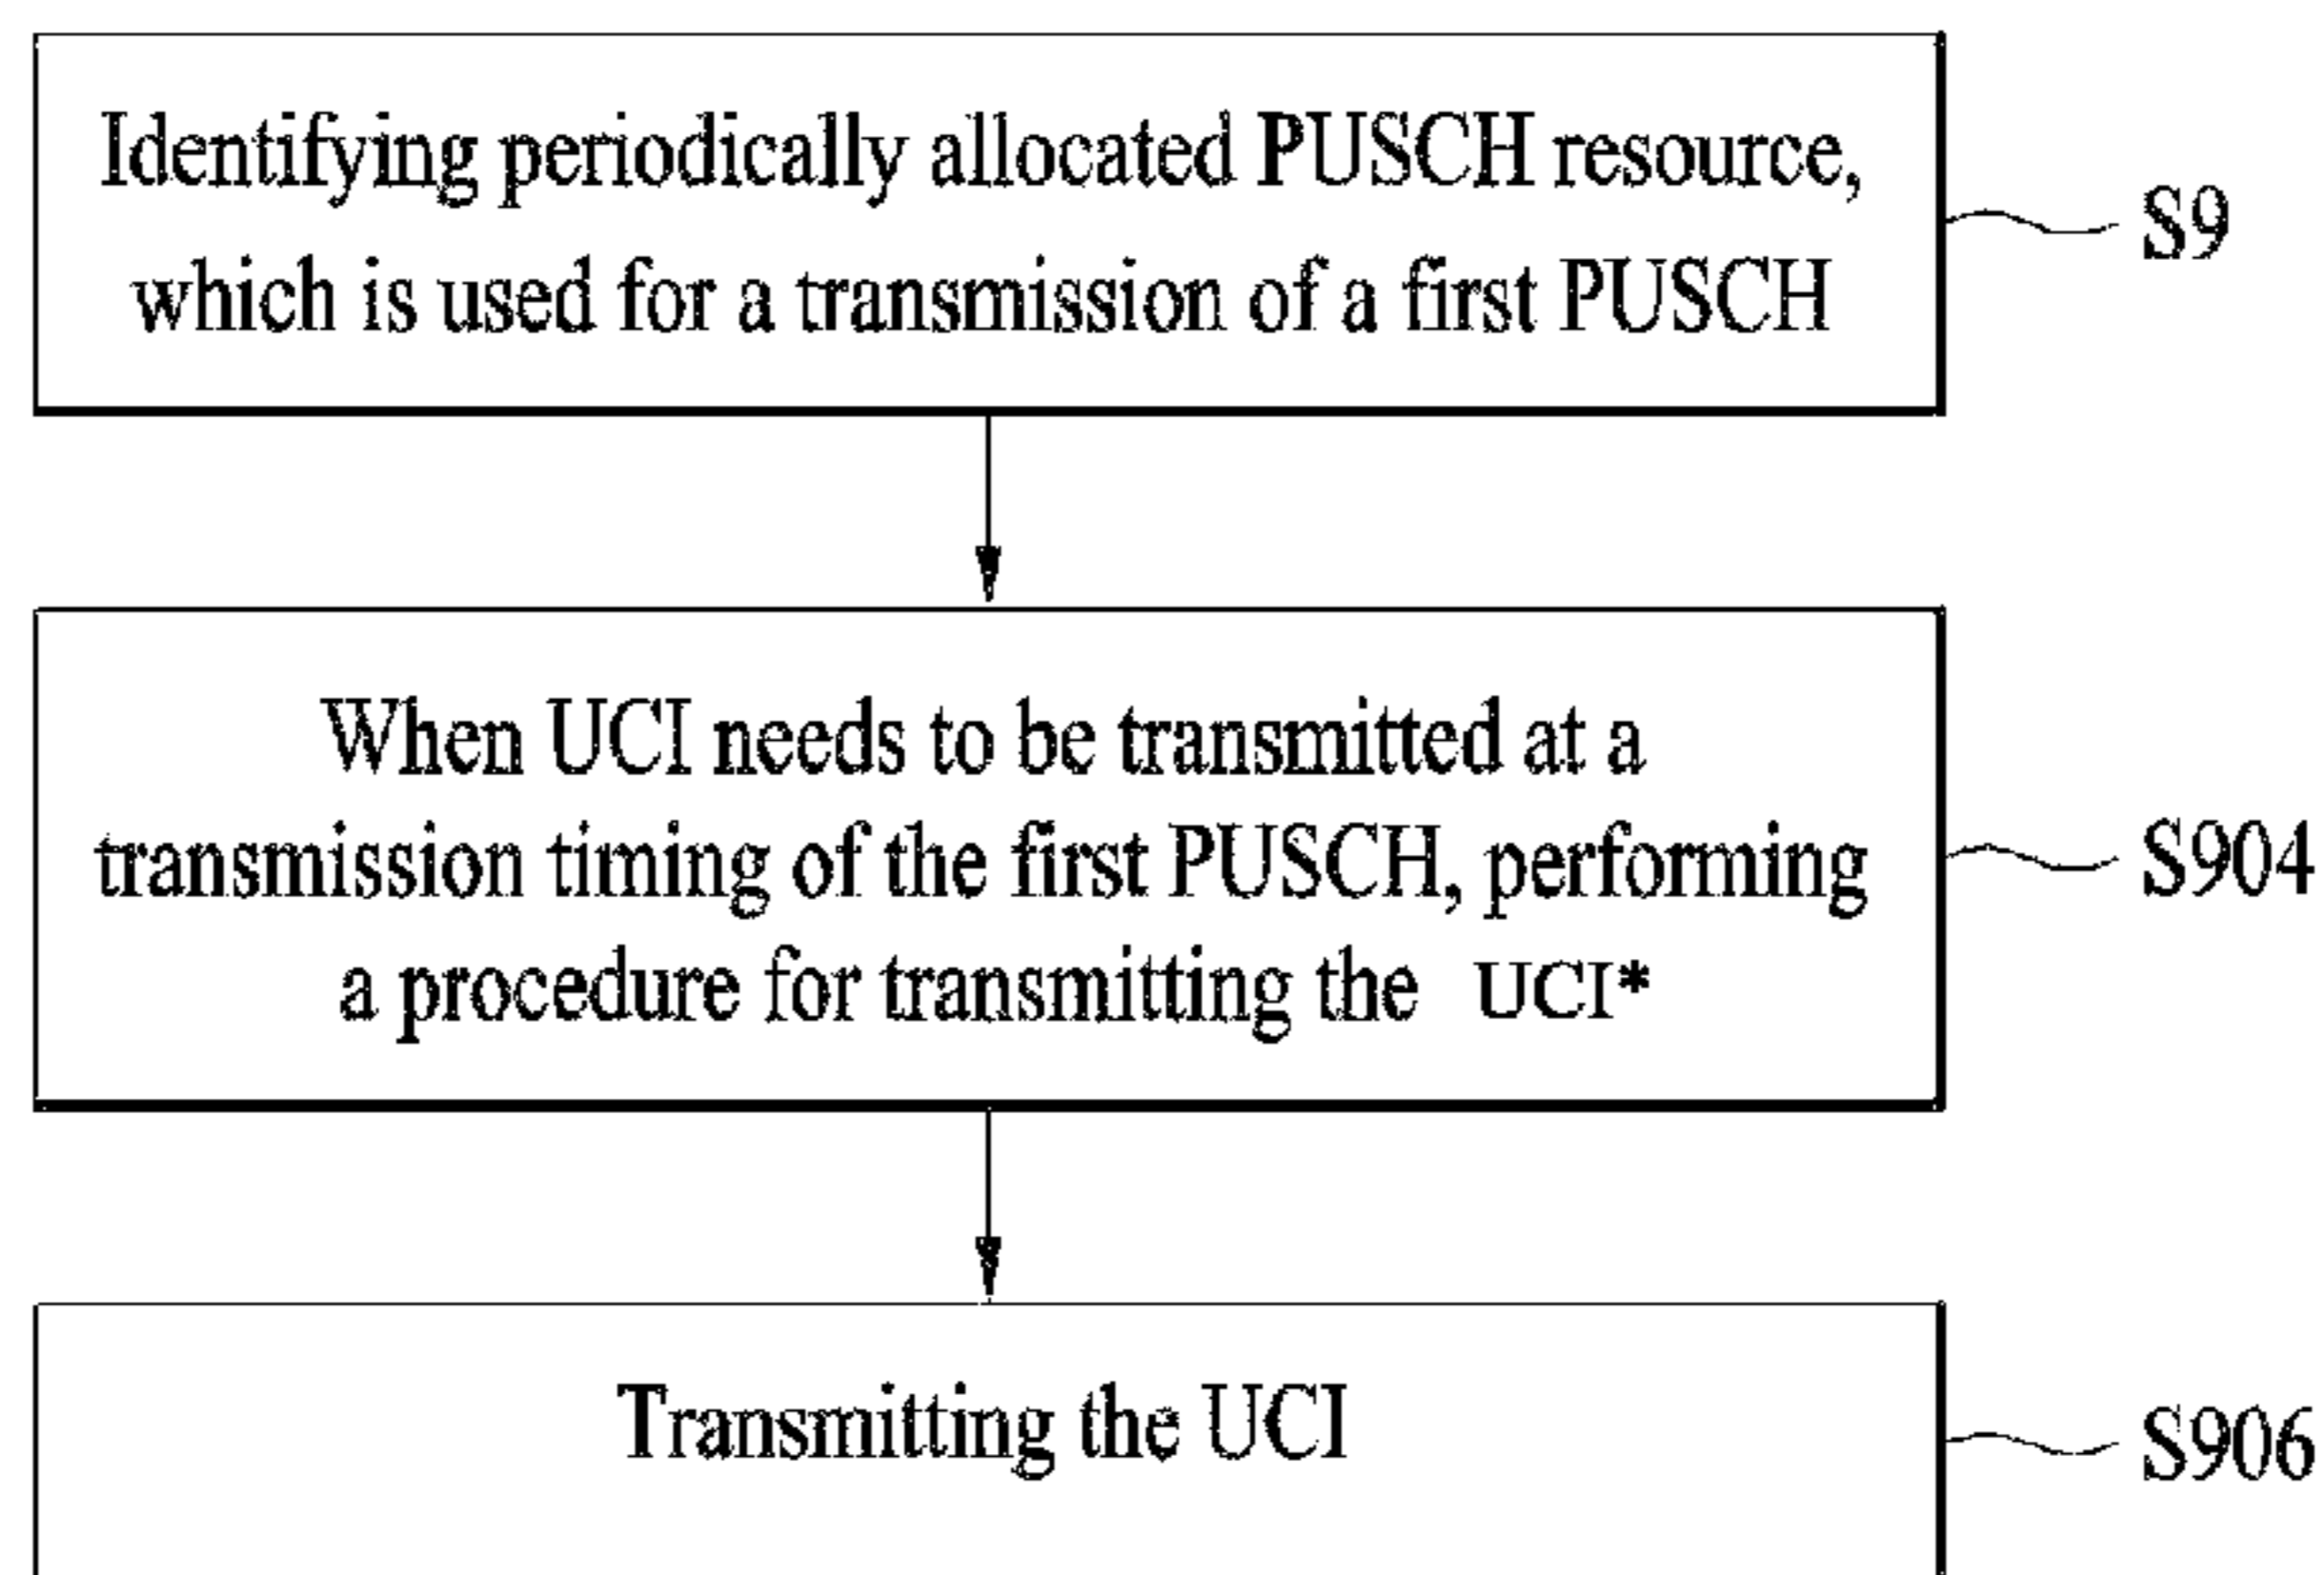 Identifying periodically allocated PUSCH resource,
which is used for a transmission of a first PUSCH
S9
When UCI needs to be transmitted at a
transmission timing of the first PUSCH, performing
a procedure for transmitting the UCI*
S904
Transmitting the UCI
S906